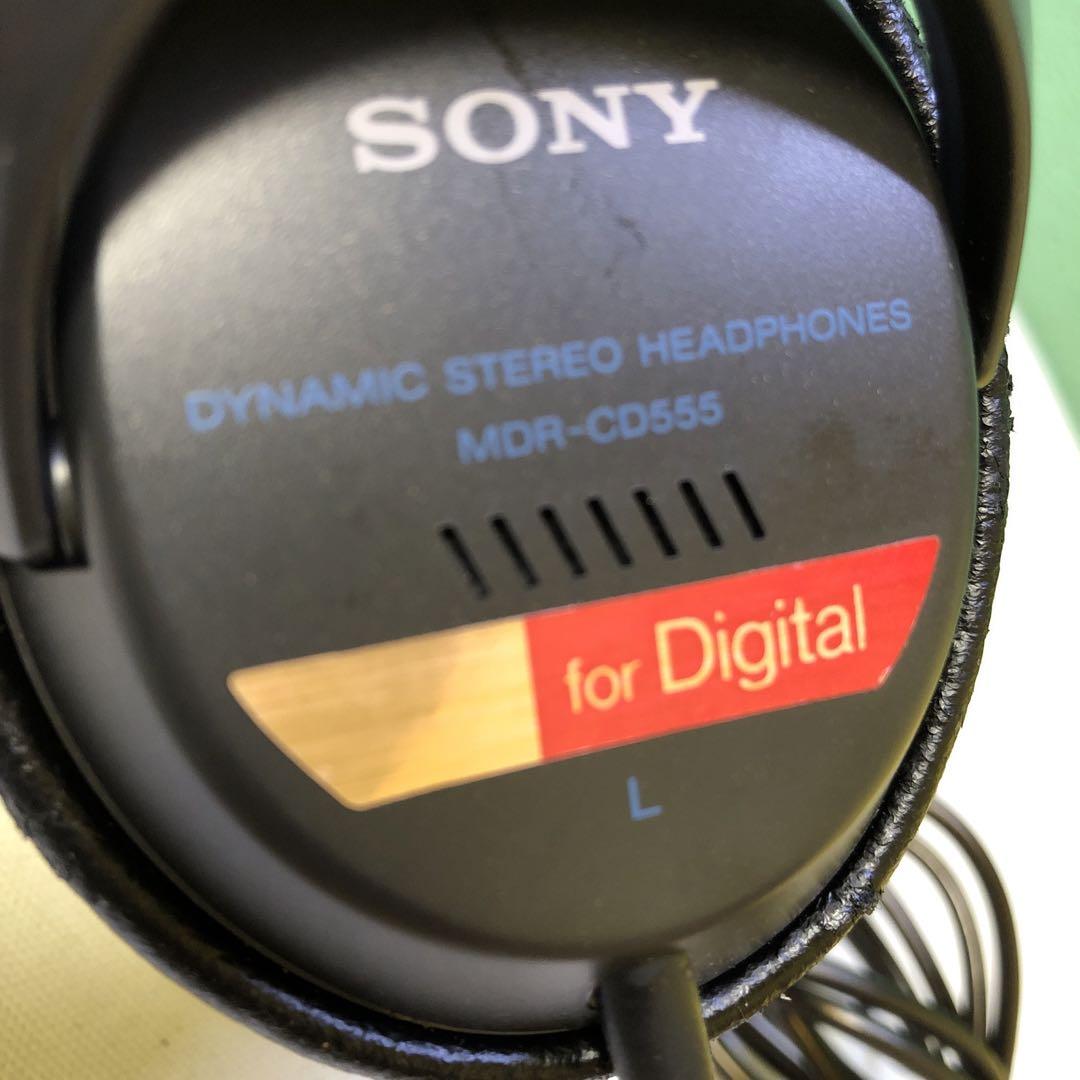 SONY
DYNAMIC STEREO HEADPHONES
MDR-CD555
for Digital
L